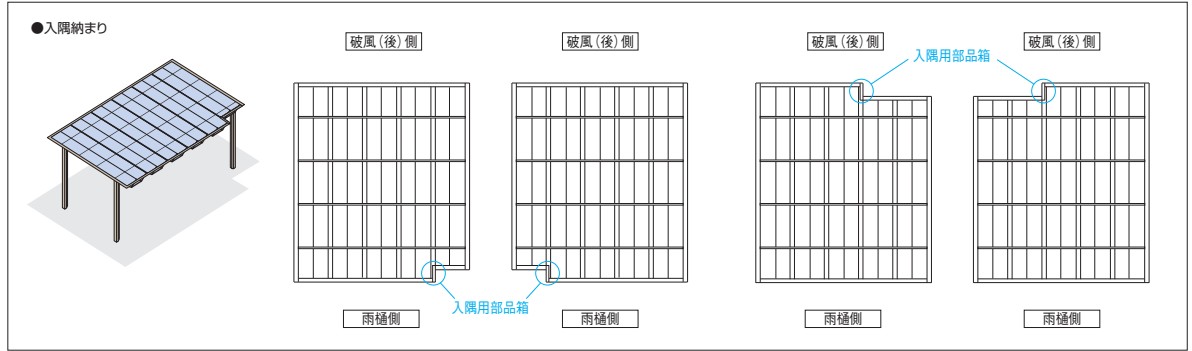 ●入隅納まり
破風(後)側
破風(後)側
破風(後)側
破風(後)側
入隅用部品箱
入隅用部品箱
雨樋側
雨樋側
雨樋側
雨樋側